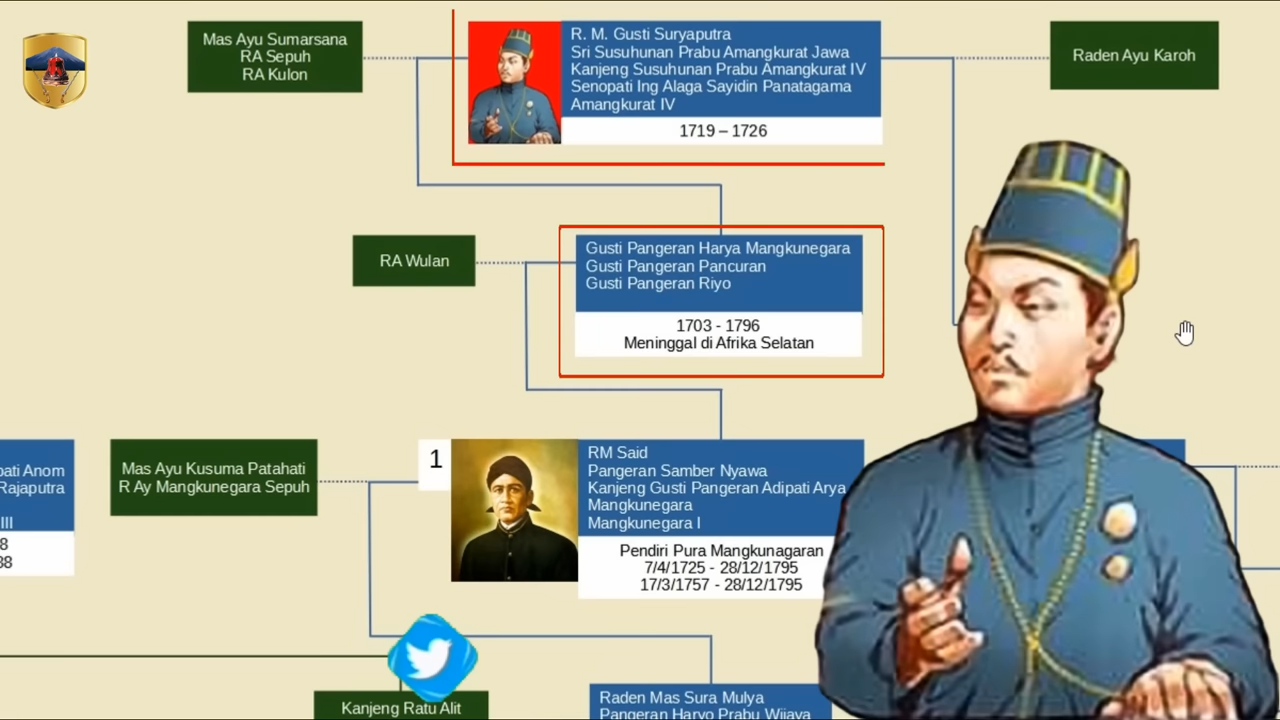 Mas Ayu Sumarsana
RA Sepuh
RA Kulon
R. M. Gusti Suryaputra
Sri Susuhunan Prabu Amangkurat Jawa
Kanjeng Susuhunan Prabu Amangkurat IV
Senopati Ing Alaga Sayidin Panatagama
Amangkurat IV
1719 – 1726
Raden Ayu Karoh
RA Wulan
Gusti Pangeran Harya Mangkunegara
Gusti Pangeran Pancuran
Gusti Pangeran Riyo
1703 - 1796
Meninggal di Afrika Selatan
Anom
Rajaputra
III
8
38
Mas Ayu Kusuma Patahati
R Ay Mangkunegara Sepuh
1
RM Said
Pangeran Samber Nyawa
Kanjeng Gusti Pangeran Adipati Arya
Mangkunegara
Mangkunegara I
Pendiri Pura Mangkunagaran
7/4/1725 - 28/12/1795
17/3/1757 - 28/12/1795
Kanjeng Ratu Alit
Raden Mas Sura Mulya
Pangeran Haryo Prabu Wijaya